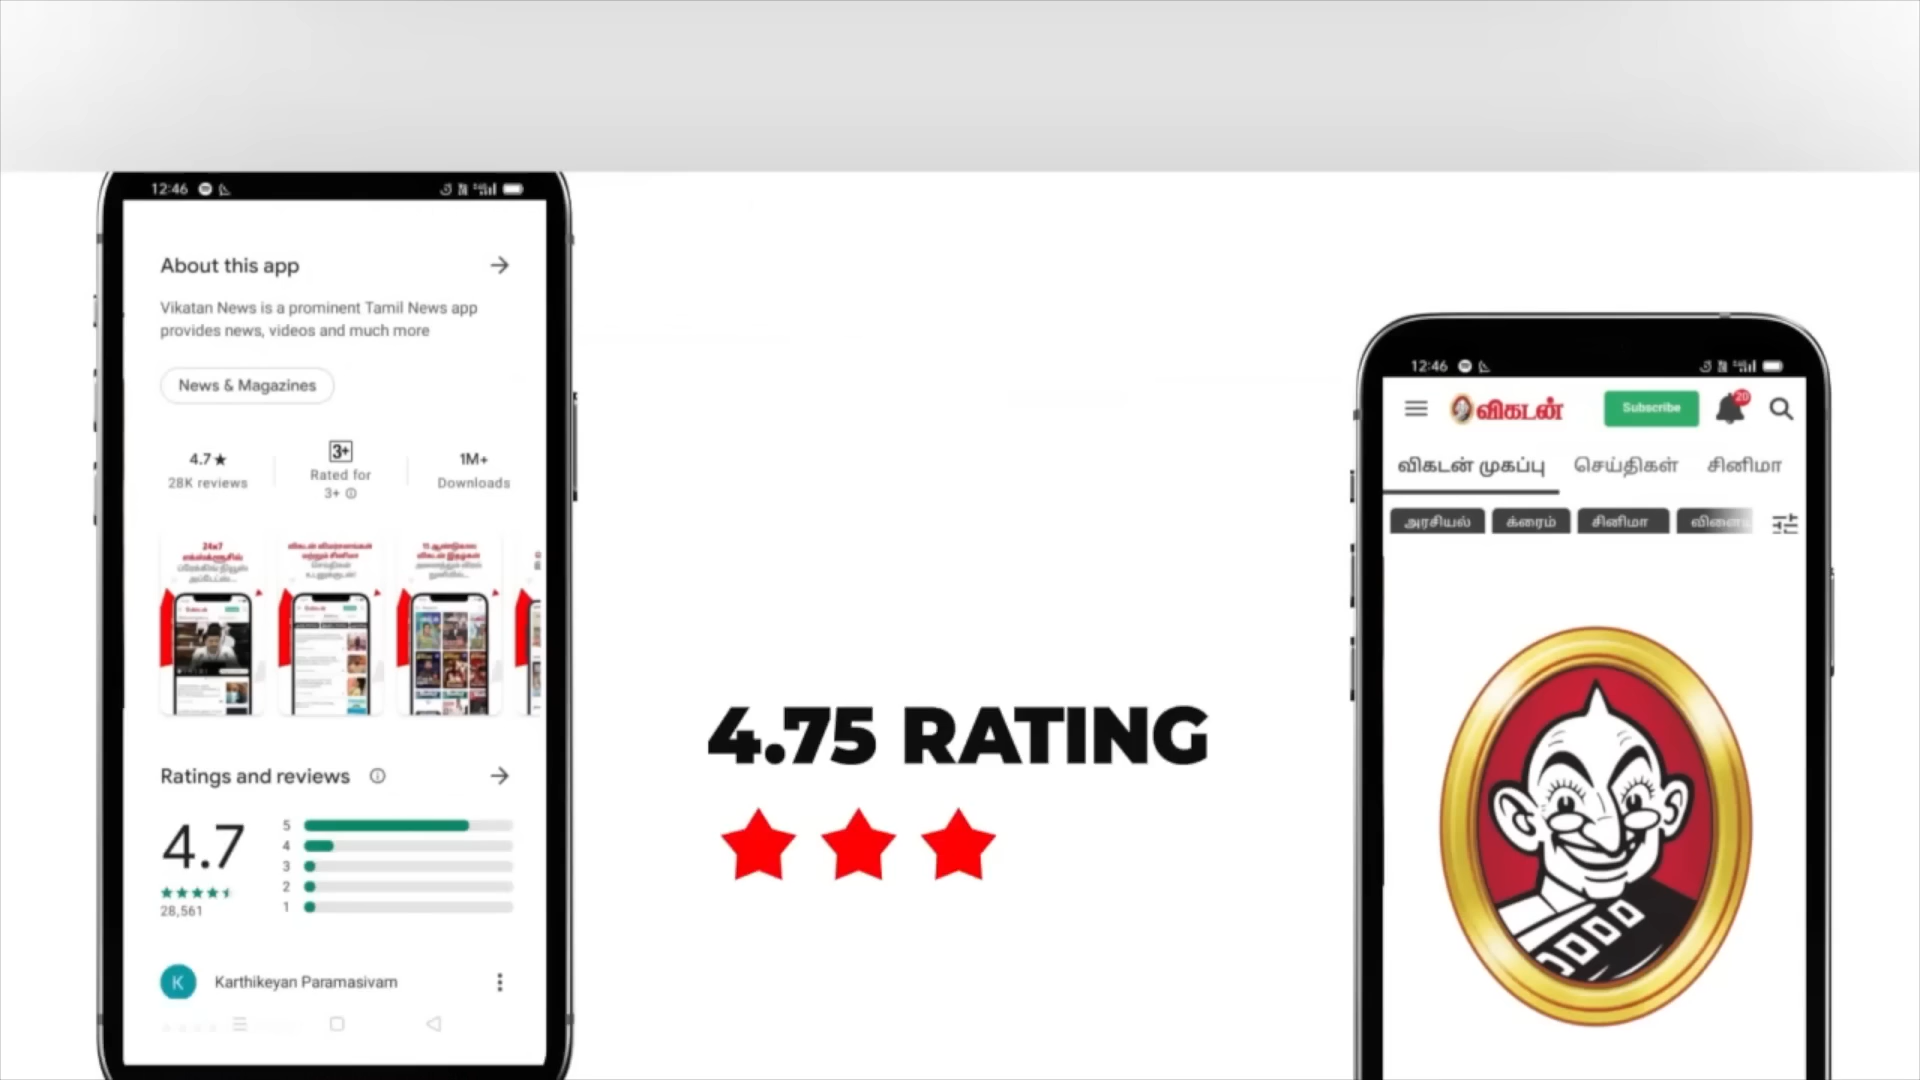 12:46
About this app
Vikatan News is a prominent Tamil News app
provides news, videos and much more
News & Magazines
4.7★
28K reviews
3+
Rated for
3+
1M+
Downloads
24x7
Ratings and reviews
4.7
28,561
5
4
3
2
1
K
Karthikeyan Paramasivam
4.75 RATING
12:46
விகடன்
Subscribe
20
விகடன் முகப்பு
செய்திகள்
சினிமா
அரசியல்
க்ரைம்
சினிமா